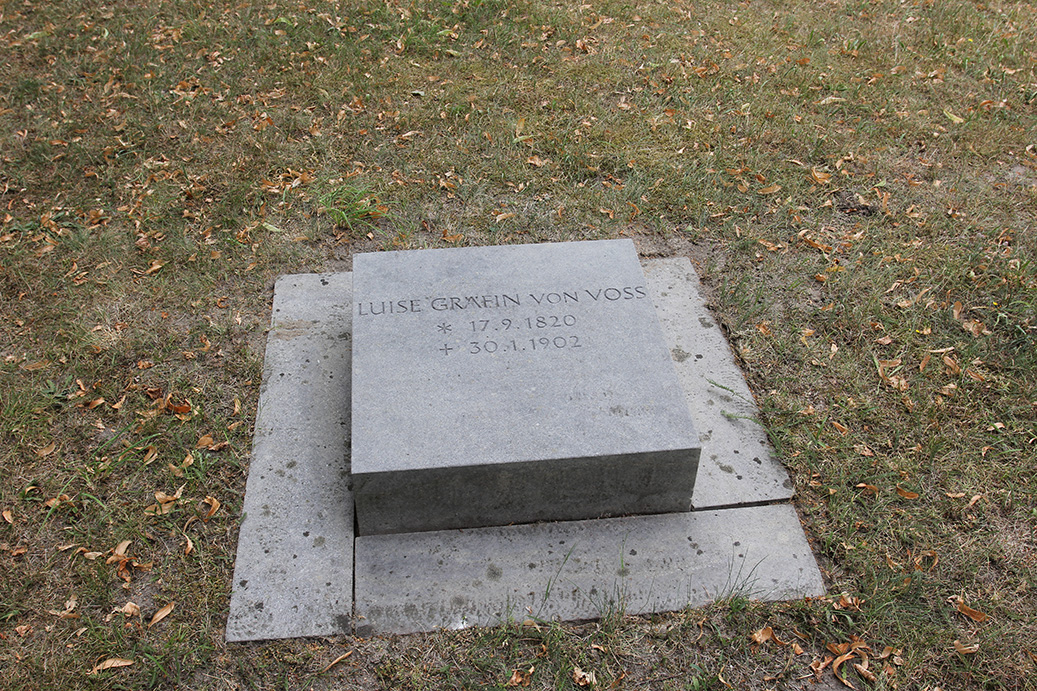 LUISE GRÄFIN VON VOSS
* 17.9.1820
+ 30.1.1902